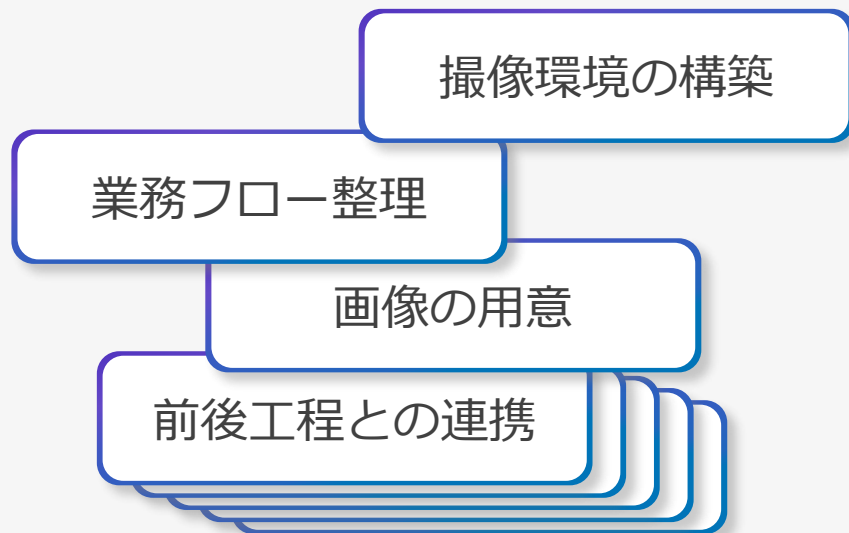 撮像環境の構築
業務フロー整理
画像の用意
前後工程との連携